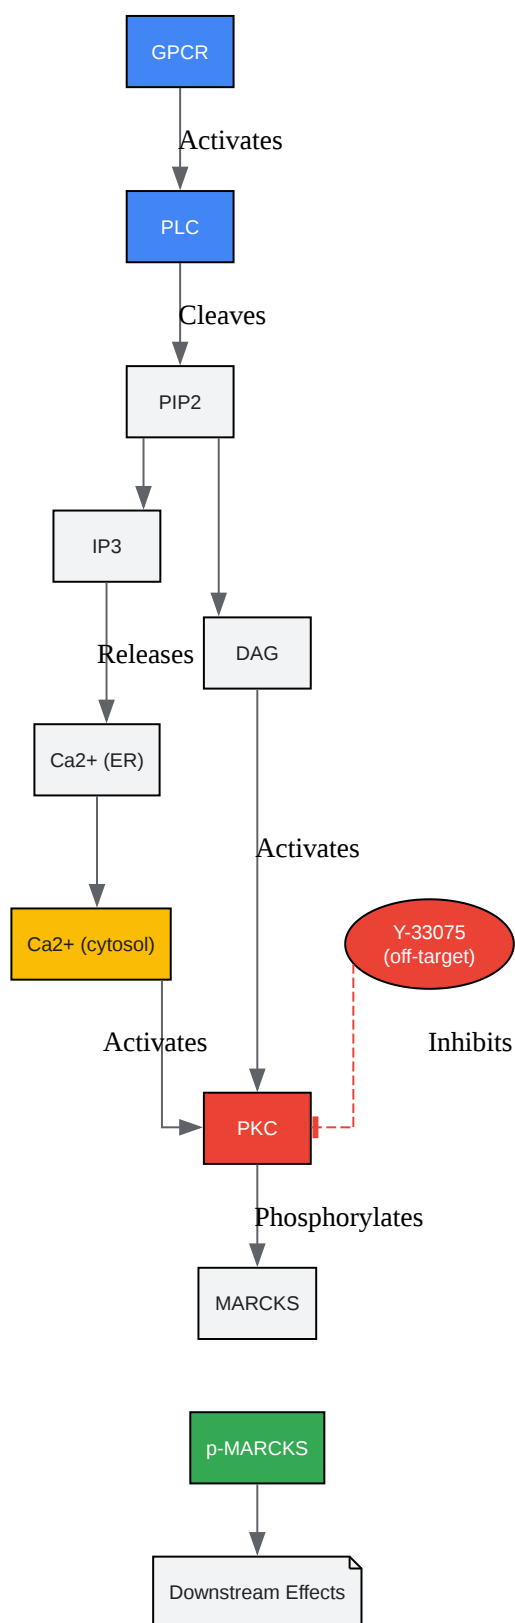 GPCR
Activates
PLC
Cleaves
PIP2
IP3
Releases
DAG
Ca2+ (ER)
Activates
Ca2+ (cytosol)
Y-33075
(off-target)
Activates
Inhibits
PKC
Phosphorylates
MARCKS
p-MARCKS
Downstream Effects